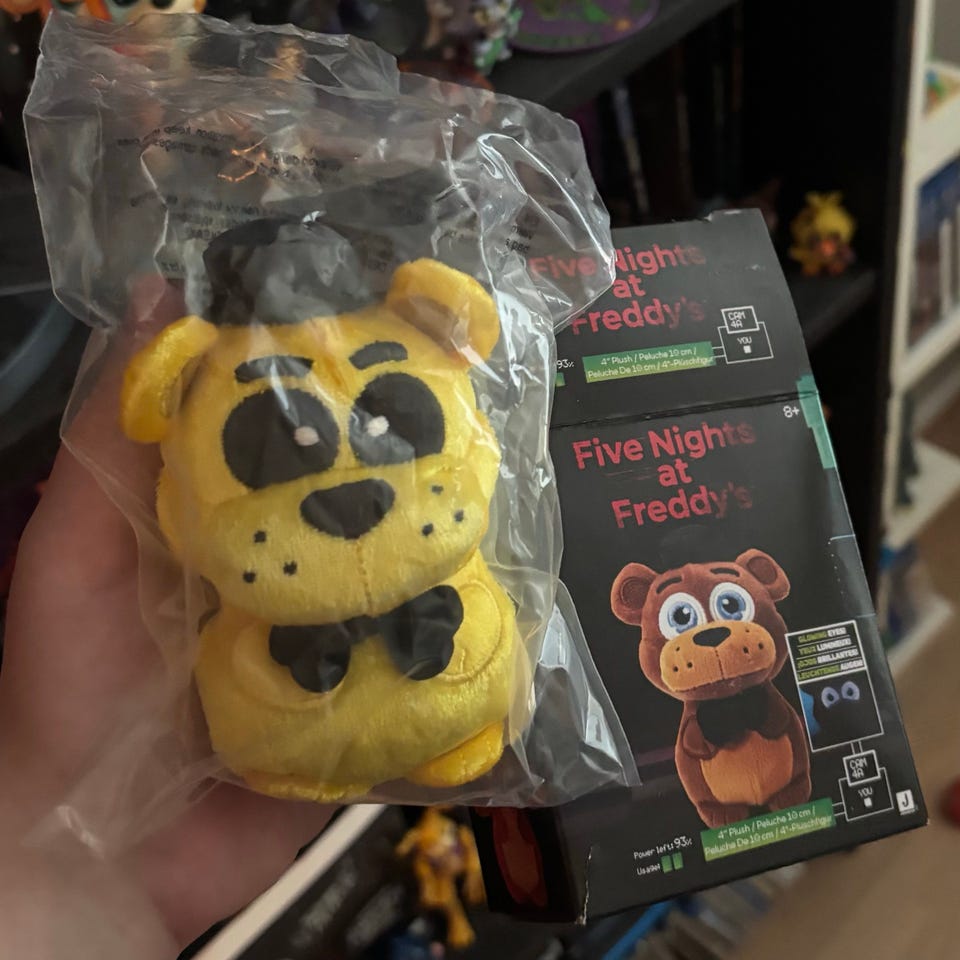 Five Nights
at
Freddy's
93%
4" Plush / Peluche 10 cm /
Peluche De 10 cm / 4"-Plüschfigur
CAM
4A
YOU
8+
Five Nights
at
Freddy's
GLOWING EYES!
YEUX LUMINEUX!
¡OJOS BRILLANTES!
LEUCHTENDE AUGEN!
CAM
4A
YOU
4" Plush / Peluche 10 cm /
Peluche De 10 cm / 4"-Plüschfigur
Power left: 93%
Usage:
J